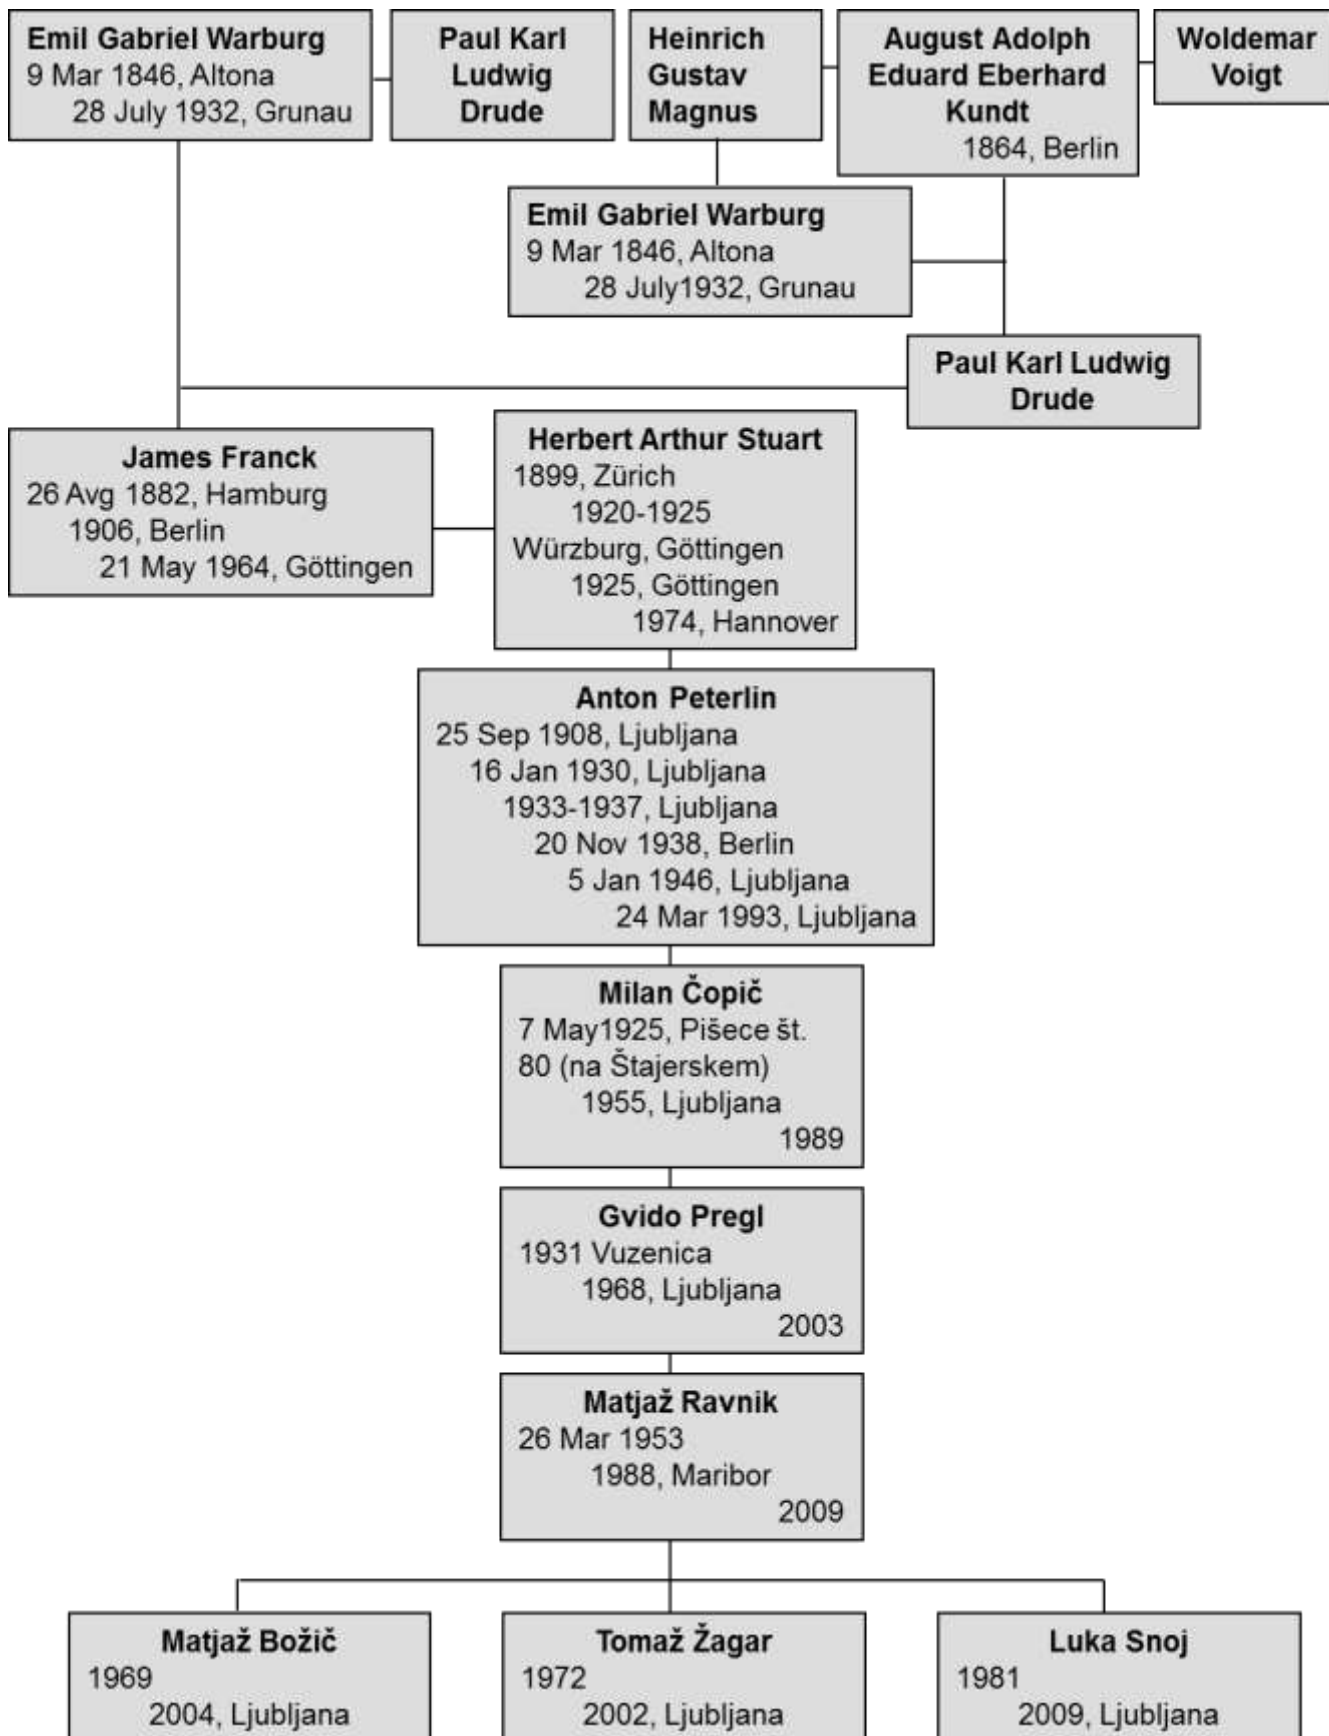 Emil Gabriel Warburg
9 Mar 1846, Altona
28 July 1932, Grunau
Paul Karl
Ludwig
Drude
Heinrich
Gustav
Magnus
August Adolph
Eduard Eberhard
Kundt
1864, Berlin
Woldemar
Voigt
Emil Gabriel Warburg
9 Mar 1846, Altona
28 July1932, Grunau
Paul Karl Ludwig
Drude
James Franck
26 Avg 1882, Hamburg
1906, Berlin
21 May 1964, Göttingen
Herbert Arthur Stuart
1899, Zürich
1920-1925
Würzburg, Göttingen
1925, Göttingen
1974, Hannover
Anton Peterlin
25 Sep 1908, Ljubljana
16 Jan 1930, Ljubljana
1933-1937, Ljubljana
20 Nov 1938, Berlin
5 Jan 1946, Ljubljana
24 Mar 1993, Ljubljana
Milan Čopič
7 May1925, Pišece št.
80 (na Štajerskem)
1955, Ljubljana
1989
Gvido Pregl
1931 Vuzenica
1968, Ljubljana
2003
Matjaž Ravnik
26 Mar 1953
1988, Maribor
2009
Matjaž Božič
1969
2004, Ljubljana
Tomaž Žagar
1972
2002, Ljubljana
Luka Snoj
1981
2009, Ljubljana